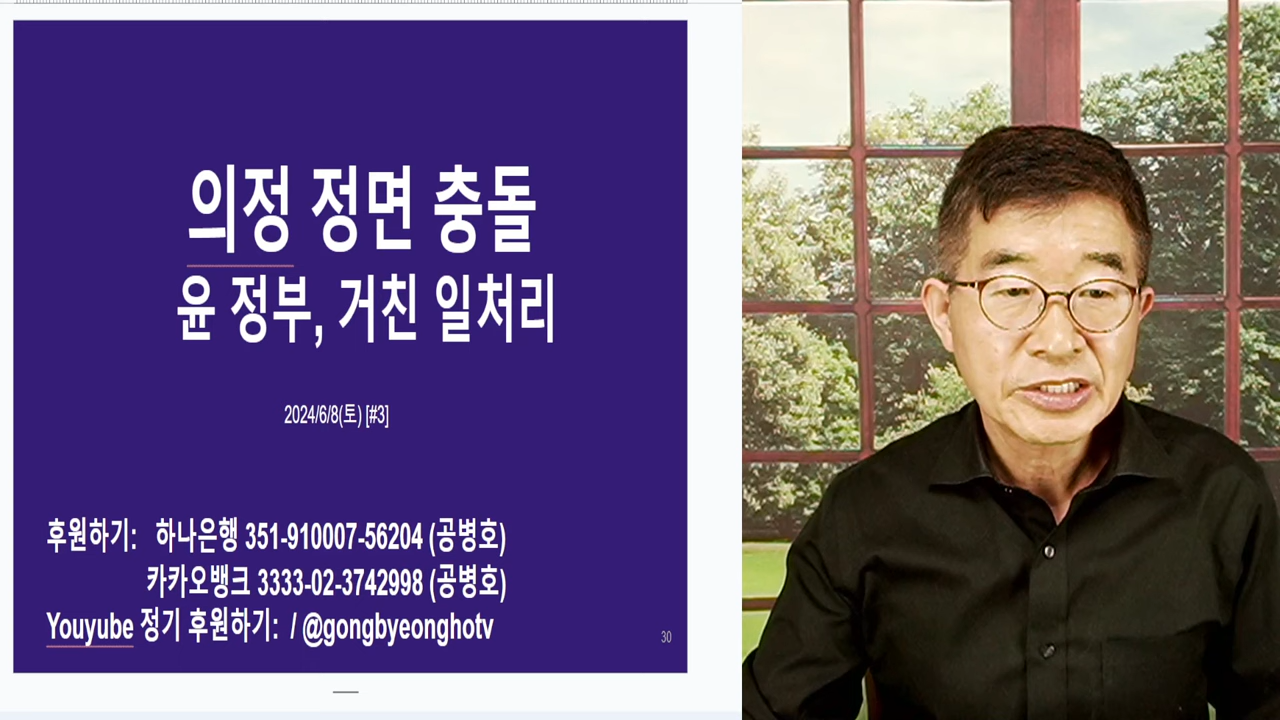 의정 정면 충돌
윤 정부, 거친 일처리
2024/6/8(토) [#3]
후원하기: 하나은행 351-910007-56204 (공병호)
카카오뱅크 3333-02-3742998 (공병호)
Youyube 정기 후원하기: / @gongbyeonghotv
30